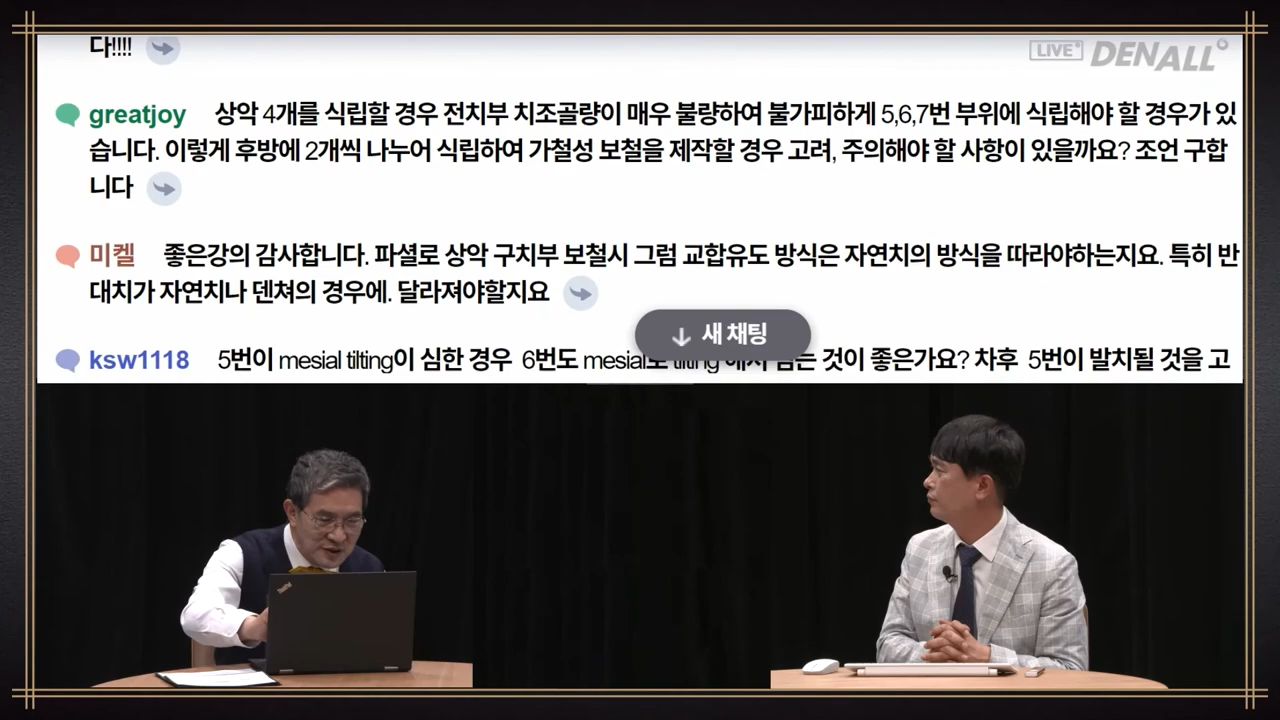 다!!!!
LIVE DENALL
greatjoy 상악 4개를 식립할 경우 전치부 치조골량이 매우 불량하여 불가피하게 5,6,7번 부위에 식립해야 할 경우가 있
습니다. 이렇게 후방에 2개씩 나누어 식립하여 가철성 보철을 제작할 경우 고려, 주의해야 할 사항이 있을까요? 조언 구합
니다
미켈 좋은강의 감사합니다. 파셜로 상악 구치부 보철시 그럼 교합유도 방식은 자연치의 방식을 따라야하는지요. 특히 반
대치가 자연치나 덴쳐의 경우에. 달라져야할지요
새 채팅
ksw1118 5번이 mesial tilting이 심한 경우 6번도 mesial로 tilting 것이 좋은가요? 차후 5번이 발치될 것을 고
ThinkPad